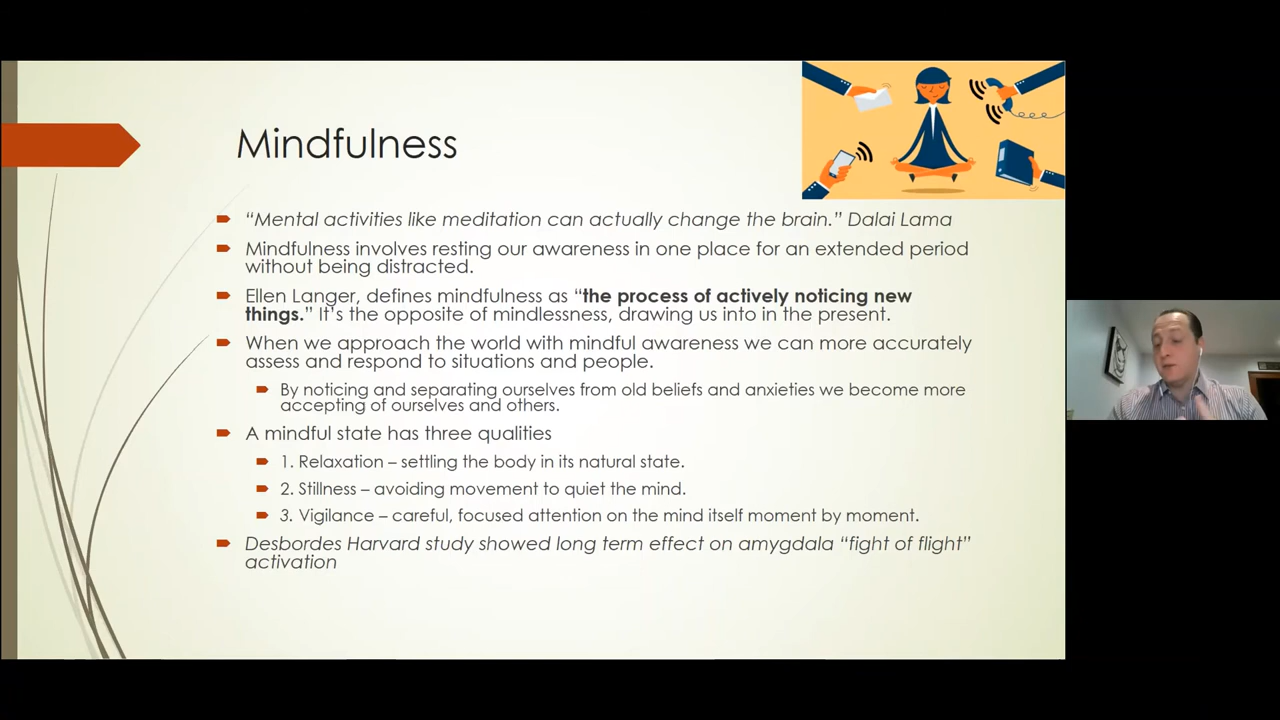 Mindfulness
“Mental activities like meditation can actually change the brain.” Dalai Lama
Mindfulness involves resting our awareness in one place for an extended period
without being distracted.
Ellen Langer, defines mindfulness as “the process of actively noticing new
things.” It’s the opposite of mindlessness, drawing us into in the present.
When we approach the world with mindful awareness we can more accurately
assess and respond to situations and people.
By noticing and separating ourselves from old beliefs and anxieties we become more
accepting of ourselves and others.
A mindful state has three qualities
1. Relaxation – settling the body in its natural state.
2. Stillness – avoiding movement to quiet the mind.
3. Vigilance – careful, focused attention on the mind itself moment by moment.
Desbordes Harvard study showed long term effect on amygdala “fight of flight”
activation